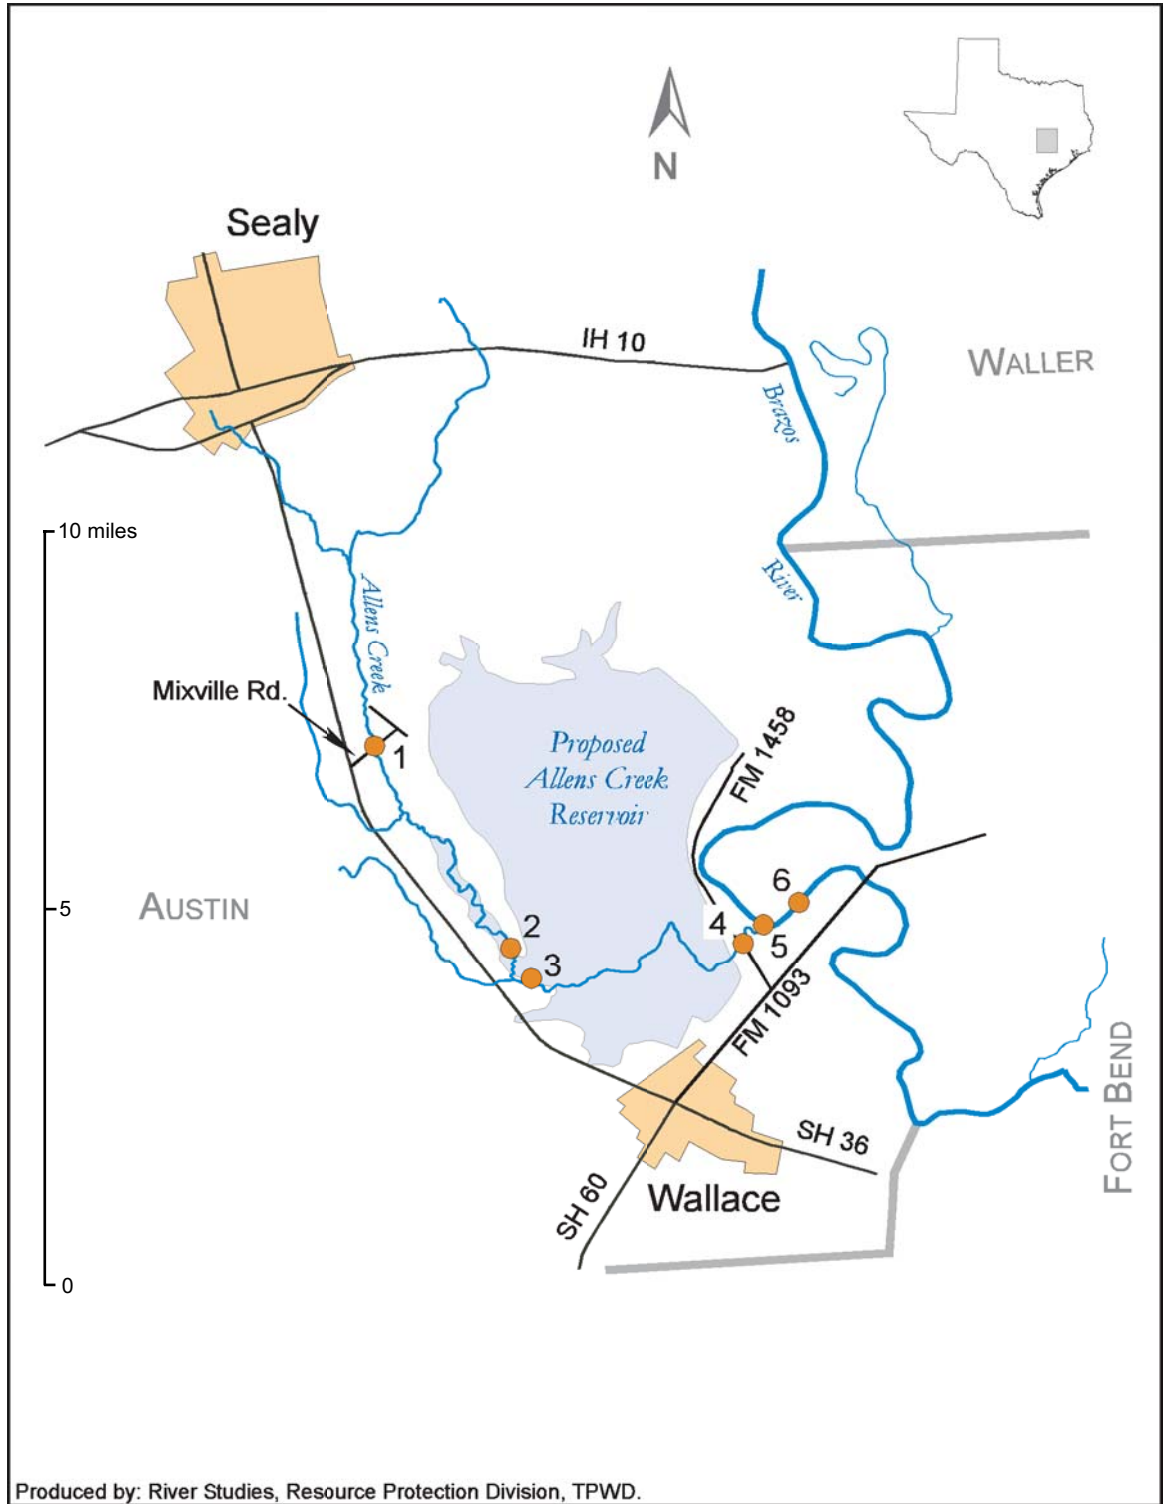 N
Sealy
IH 10
WALLER
Brazos
River
10 miles
Allens Creek
Mixville Rd.
1
Proposed
Allens Creek
Reservoir
FM 1458
AUSTIN
5
2
3
4
5
6
FM 1093
FORT BEND
SH 36
Wallace
SH 60
0
Produced by: River Studies, Resource Protection Division, TPWD.